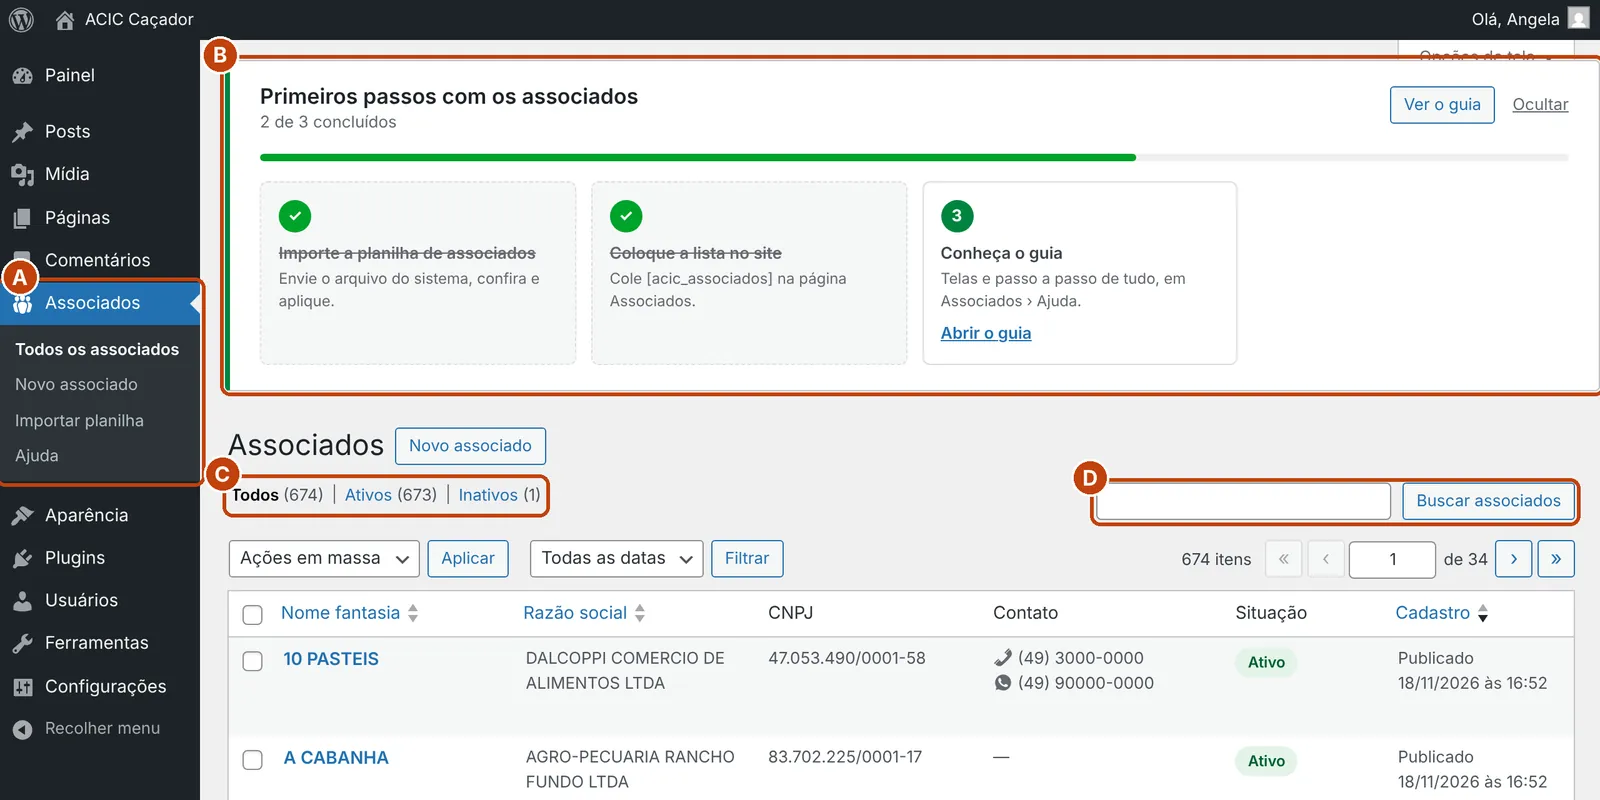 ACIC Caçador
Olá, Angela
Painel
Posts
Mídia
Páginas
Comentários
A
Associados
Todos os associados
Novo associado
Importar planilha
Ajuda
Aparência
Plugins
Usuários
Ferramentas
Configurações
Recolher menu
Opções de tela
B
Primeiros passos com os associados
2 de 3 concluídos
Ver o guia
Ocultar
Importe a planilha de associados
Envie o arquivo do sistema, confira e
aplique.
Coloque a lista no site
Cole [acic_associados] na página
Associados.
3
Conheça o guia
Telas e passo a passo de tudo, em
Associados › Ajuda.
Abrir o guia
Associados
Novo associado
C
Todos (674) | Ativos (673) | Inativos (1)
D
Buscar associados
Ações em massa
Aplicar
Todas as datas
Filtrar
674 itens « ‹ 1 de 34 › »
Nome fantasia
Razão social
CNPJ
Contato
Situação
Cadastro
10 PASTEIS
DALCOPPI COMERCIO DE
ALIMENTOS LTDA
47.053.490/0001-58
(49) 3000-0000
(49) 90000-0000
Ativo
Publicado
18/11/2026 às 16:52
A CABANHA
AGRO-PECUARIA RANCHO
FUNDO LTDA
83.702.225/0001-17
—
Ativo
Publicado
18/11/2026 às 16:52